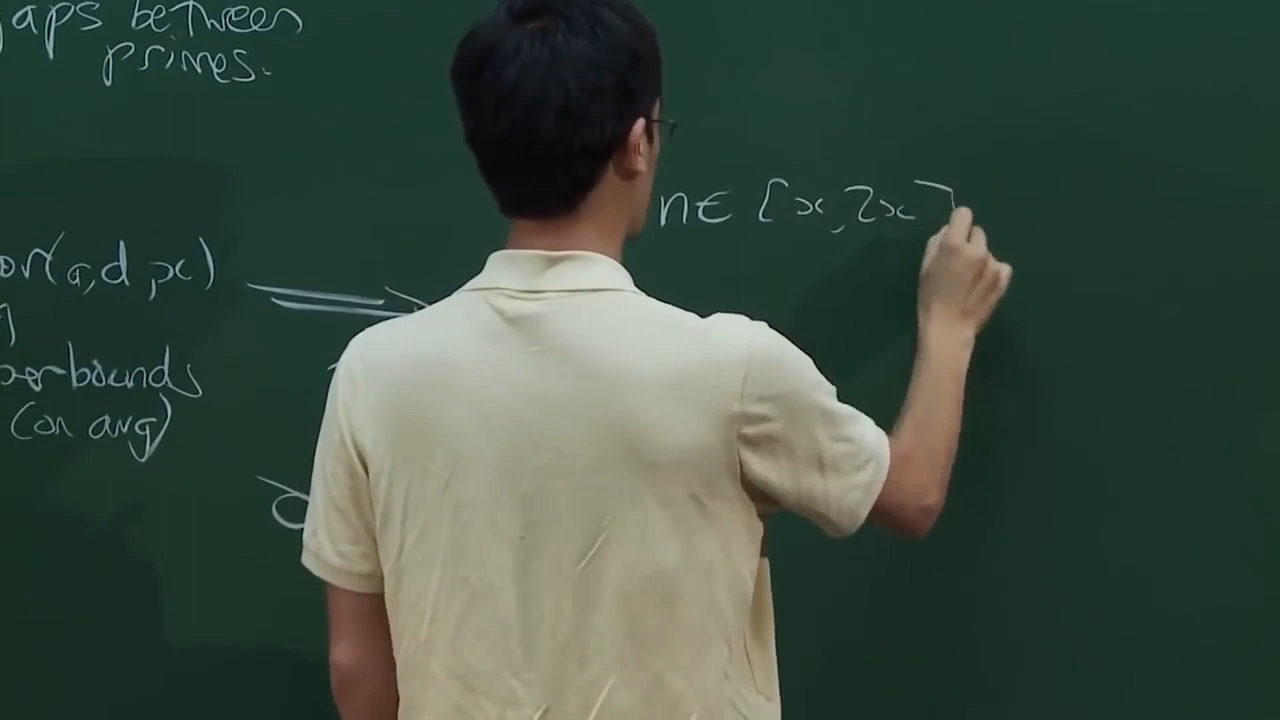 gaps between
primes.
n∈ [x,2x]
or(a,d,x)
er-bounds
(on avg)